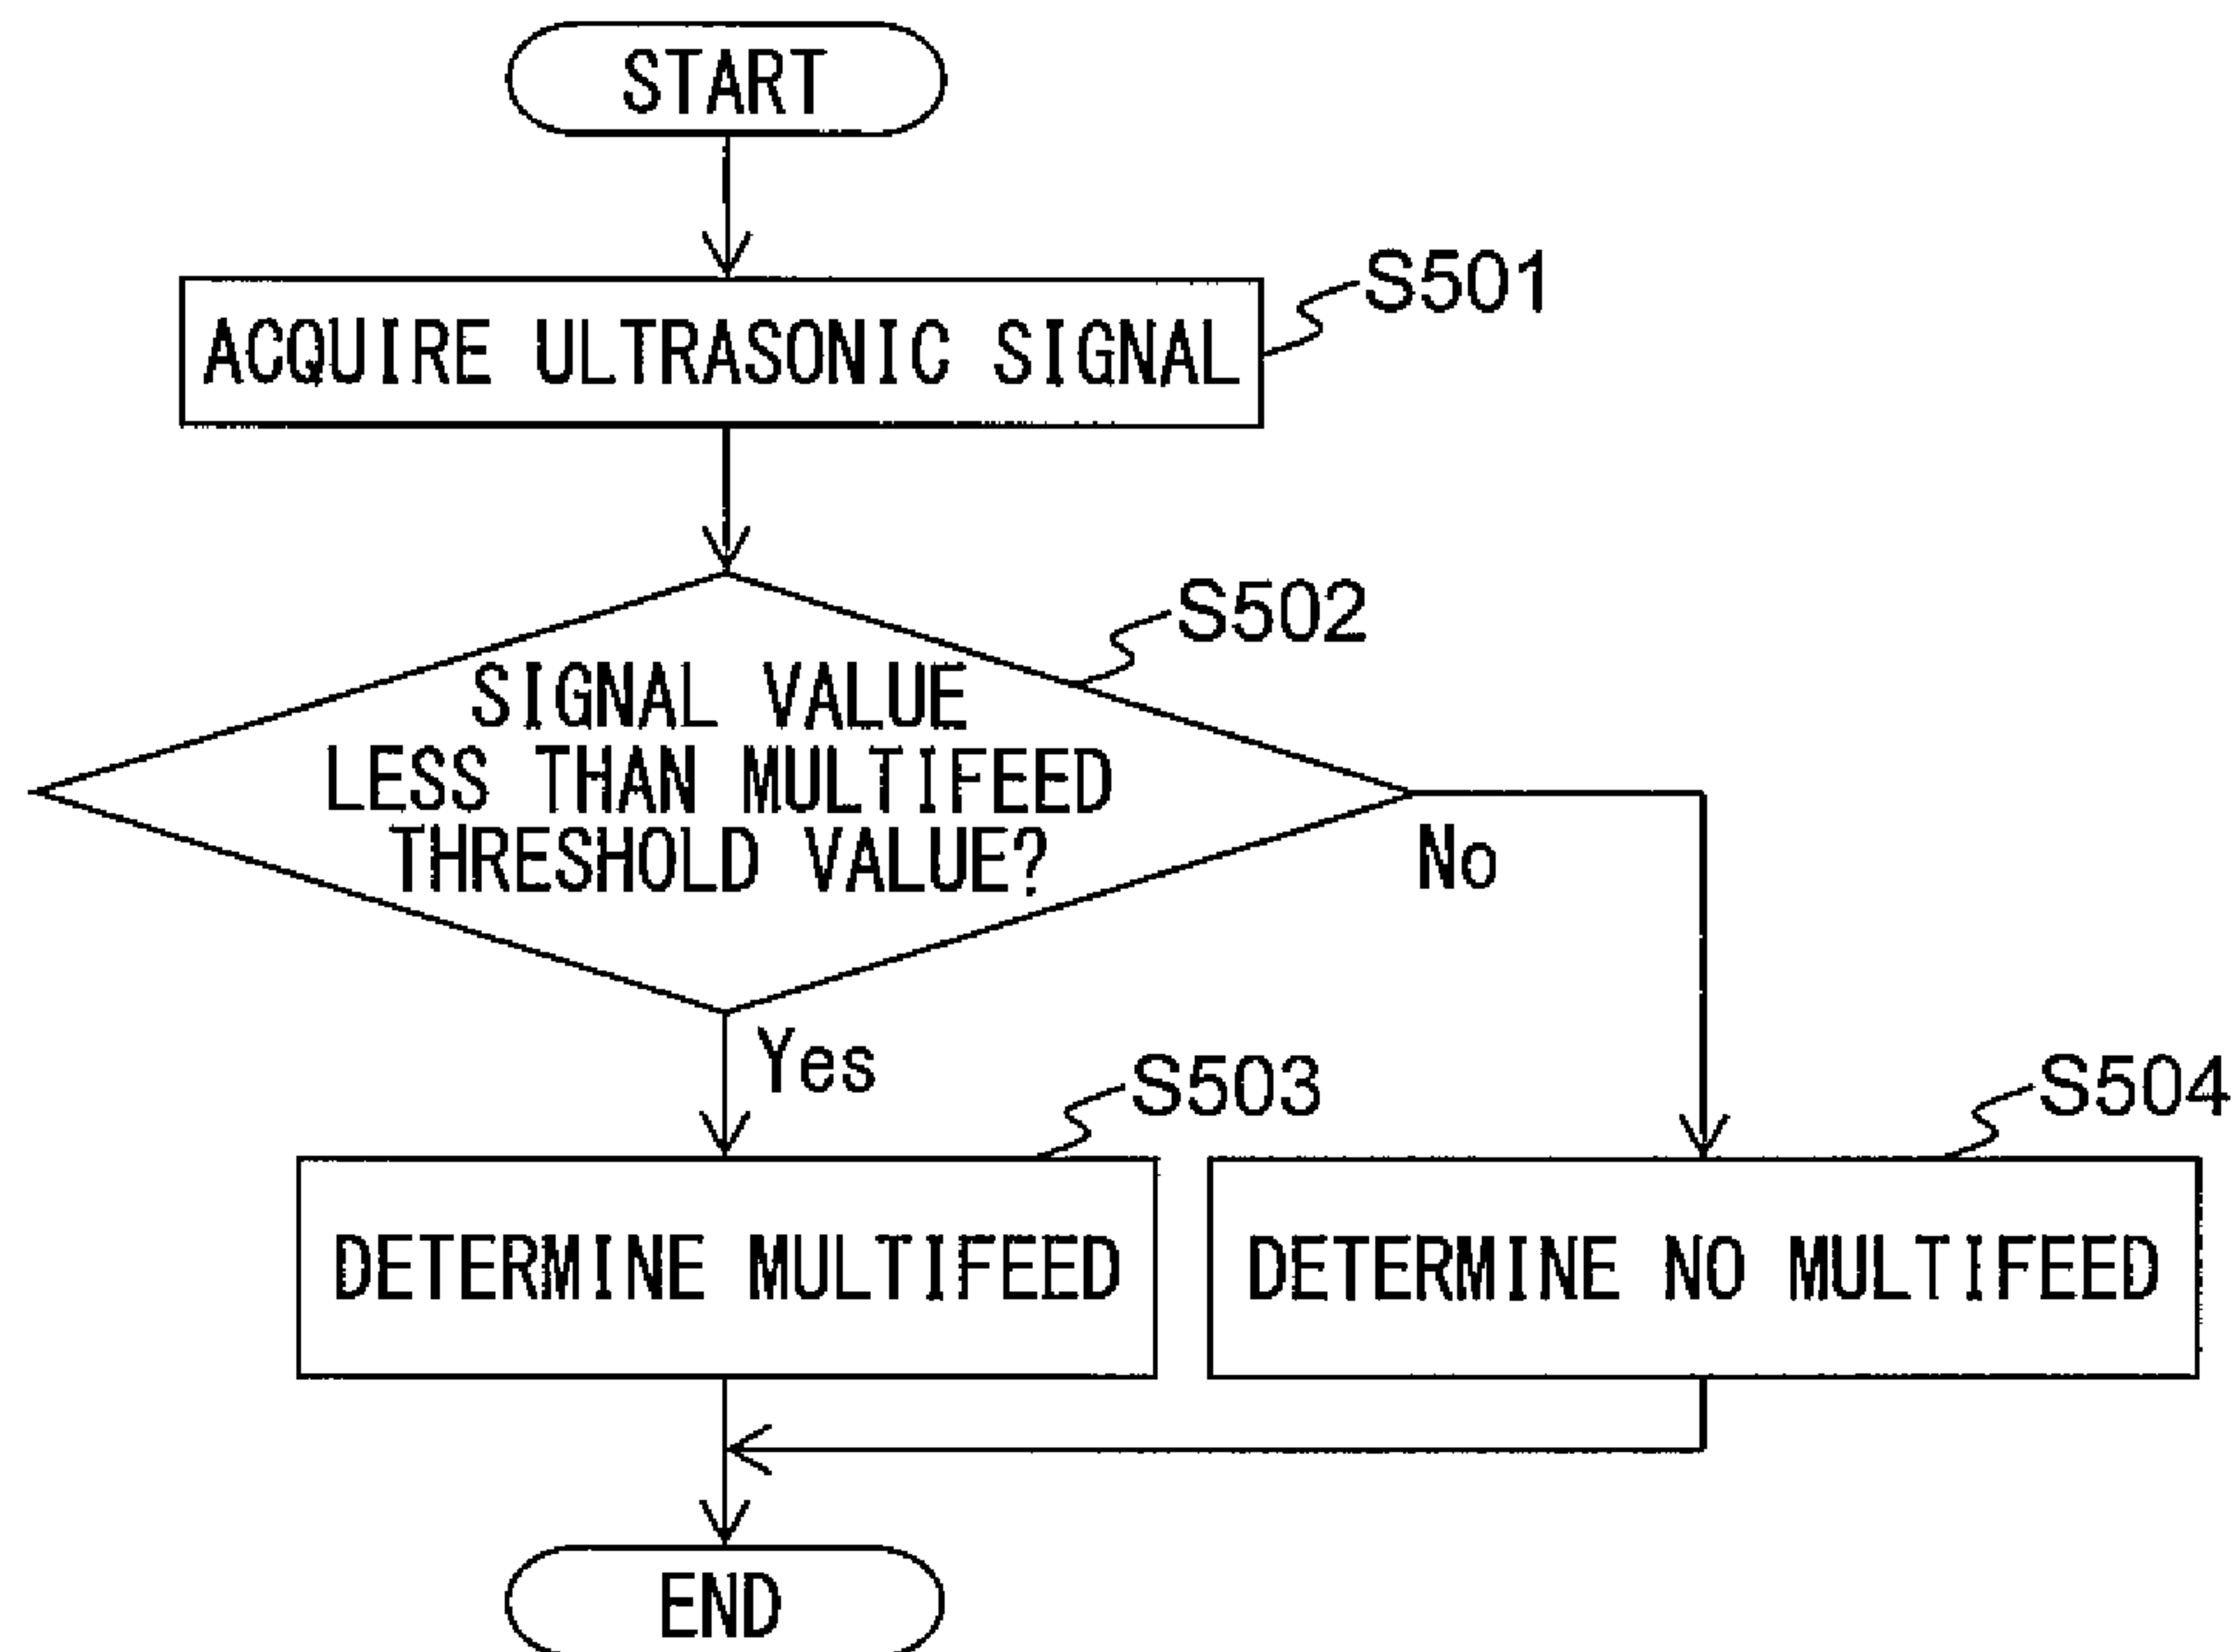 START
S501
ACQUIRE ULTRASONIC SIGNAL
S502
SIGNAL VALUE
LESS THAN MULTIFEED
THRESHOLD VALUE?
No
Yes
S503
S504
DETERMINE MULTIFEED
DETERMINE NO MULTIFEED
END